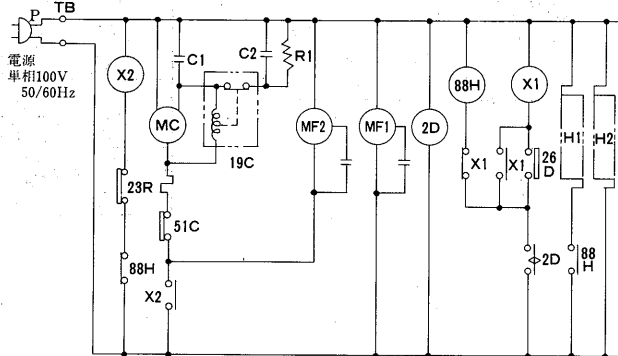 P TB
電源
単相100V
50/60Hz
C1
C2
R1
X2
MC
19C
MF2
MF1
2D
88H
X1
H1
H2
X1
X1
26
D
23R
51C
88H
X2
2D
88
H